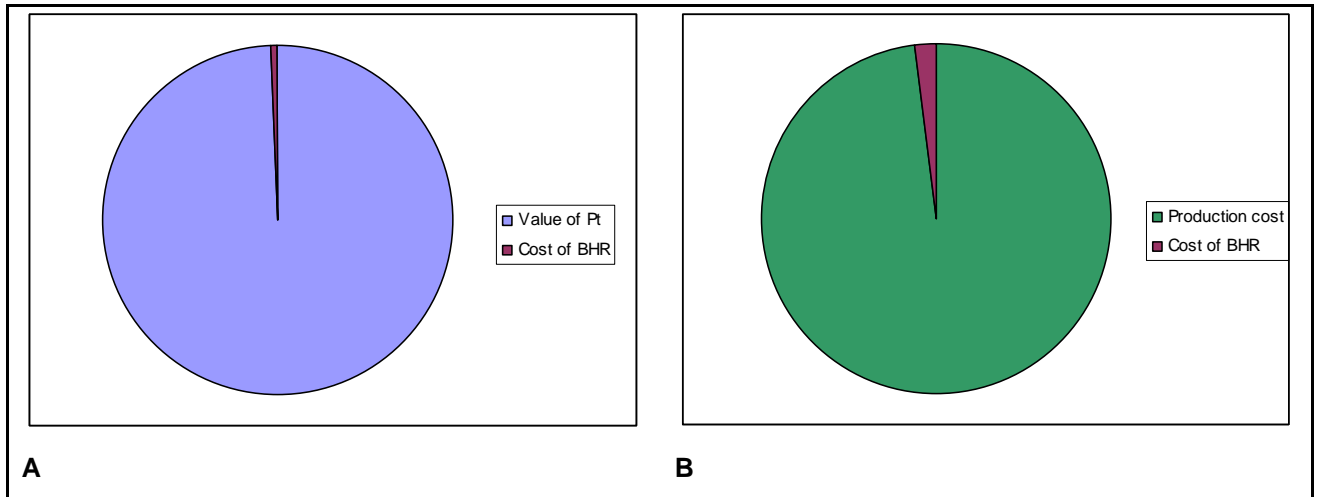 Value of Pt
Cost of BHR
Production cost
Cost of BHR
A
B